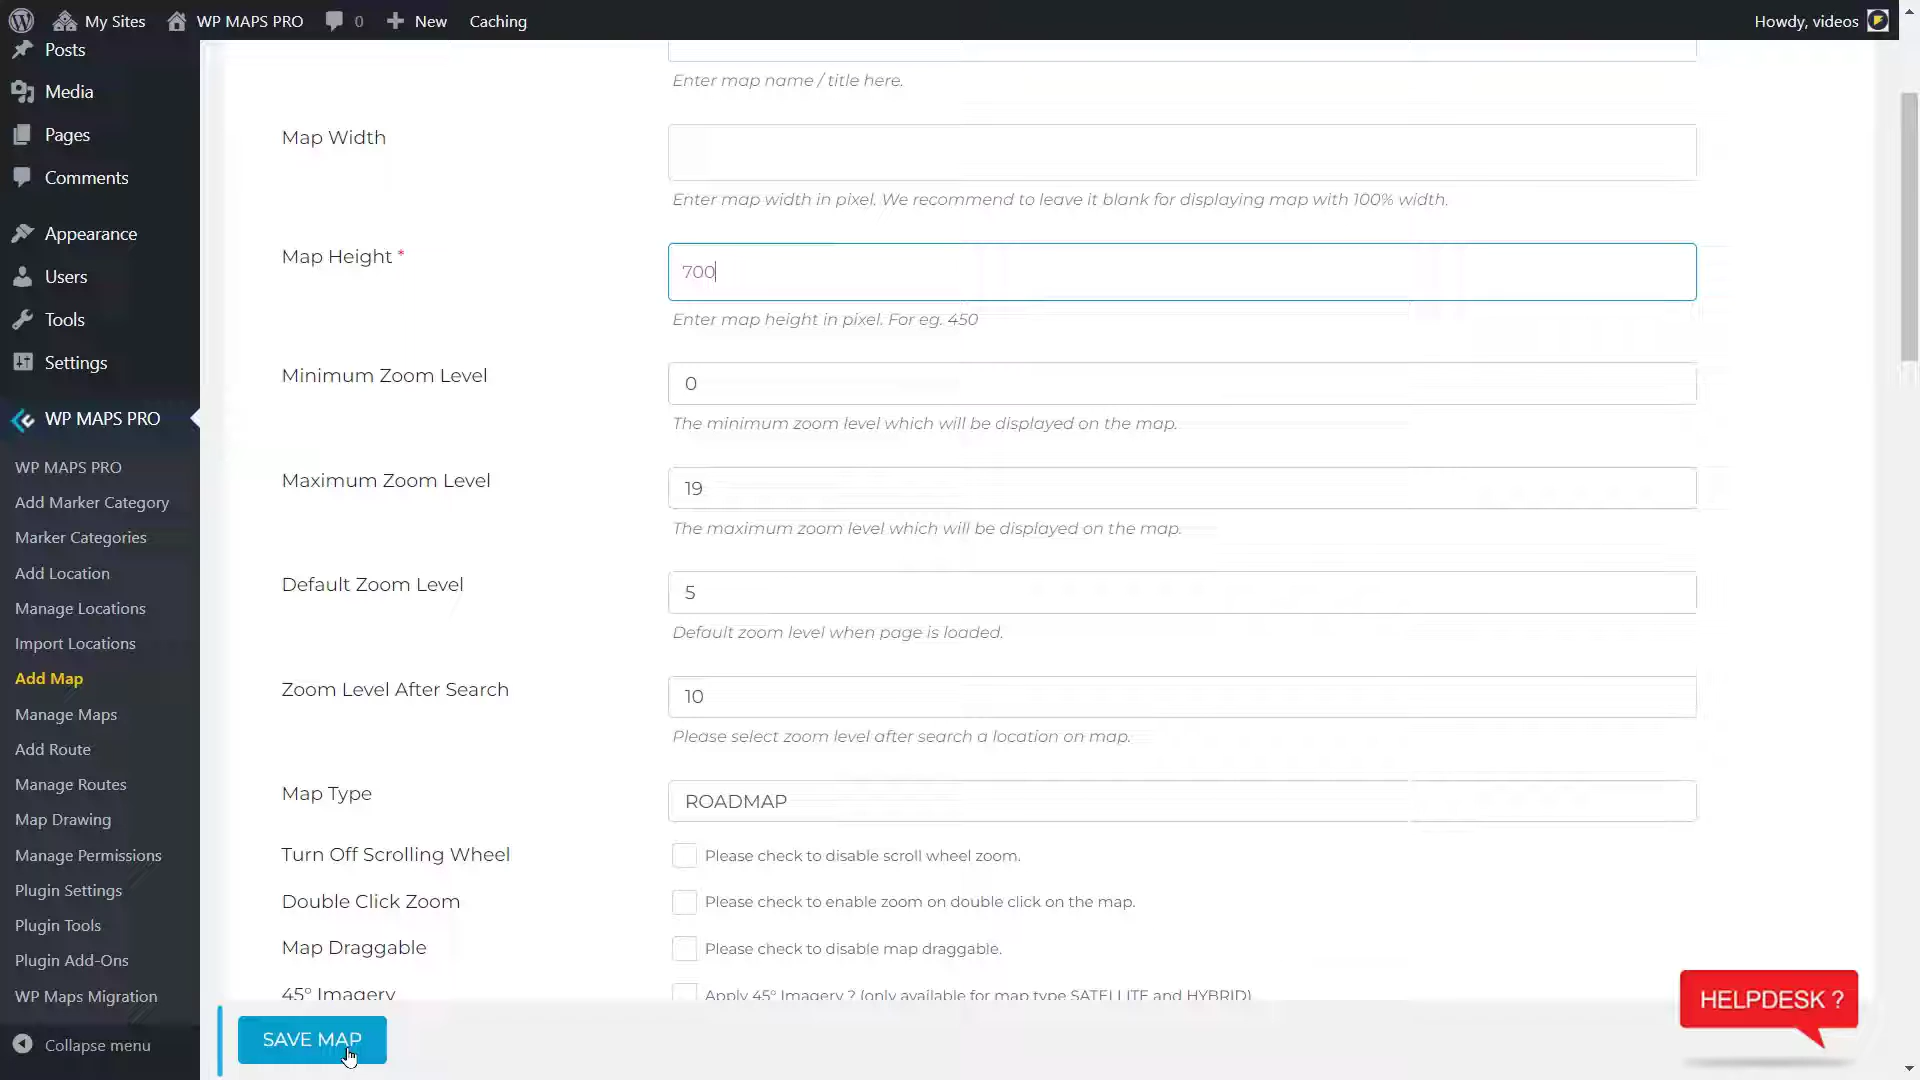 My Sites
WP MAPS PRO
0
New
Caching
Howdy, videos
Posts
Media
Pages
Comments
Appearance
Users
Tools
Settings
WP MAPS PRO
WP MAPS PRO
Add Marker Category
Marker Categories
Add Location
Manage Locations
Import Locations
Add Map
Manage Maps
Add Route
Manage Routes
Map Drawing
Manage Permissions
Plugin Settings
Plugin Tools
Plugin Add-Ons
WP Maps Migration
Collapse menu
Enter map name / title here.
Map Width
Enter map width in pixel. We recommend to leave it blank for displaying map with 100% width.
Map Height *
700
Enter map height in pixel. For eg. 450
Minimum Zoom Level
0
The minimum zoom level which will be displayed on the map.
Maximum Zoom Level
19
The maximum zoom level which will be displayed on the map.
Default Zoom Level
5
Default zoom level when page is loaded.
Zoom Level After Search
10
Please select zoom level after search a location on map.
Map Type
ROADMAP
Turn Off Scrolling Wheel
Please check to disable scroll wheel zoom.
Double Click Zoom
Please check to enable zoom on double click on the map.
Map Draggable
Please check to disable map draggable.
45° Imagery
Apply 45° Imagery ? (only available for map type SATELLITE and HYBRID)
SAVE MAP
HELPDESK ?